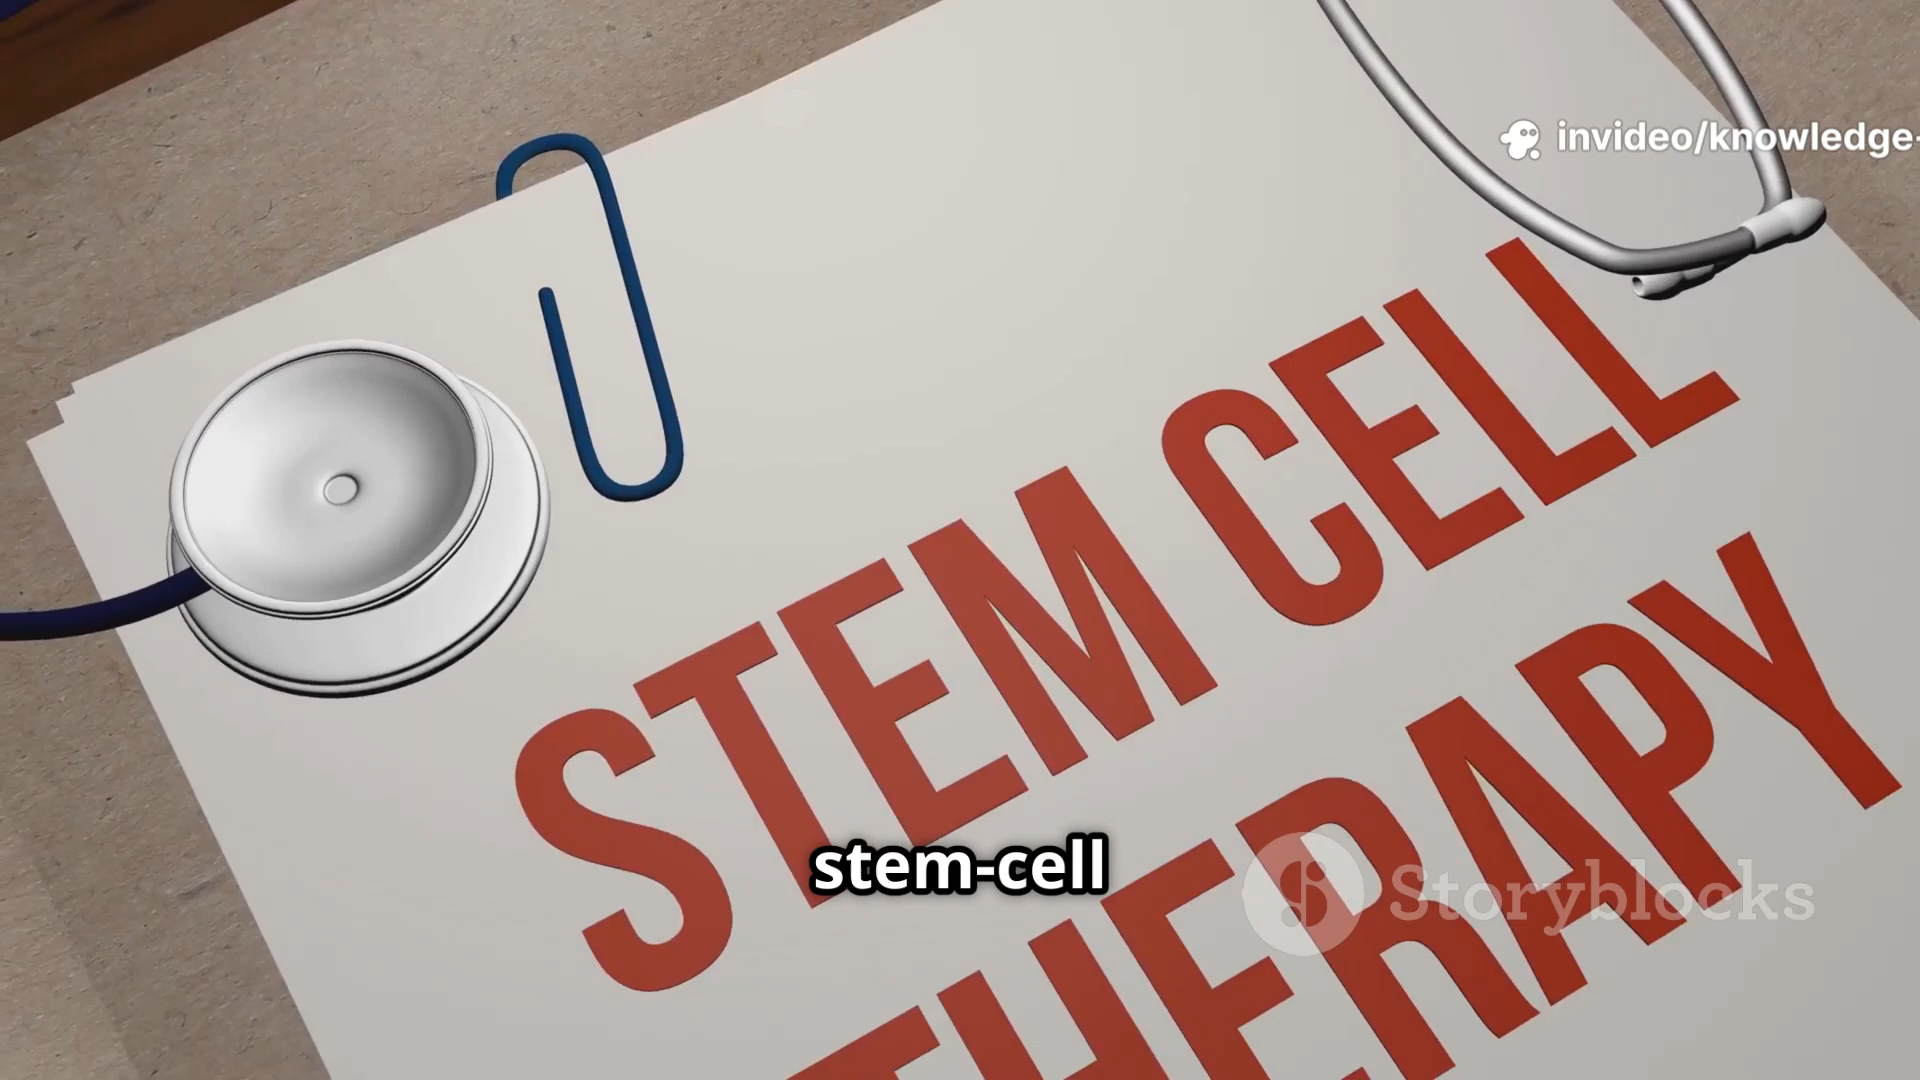 invideo/knowledge-
STEM CELL
THERAPY
stem-cell
Storyblocks